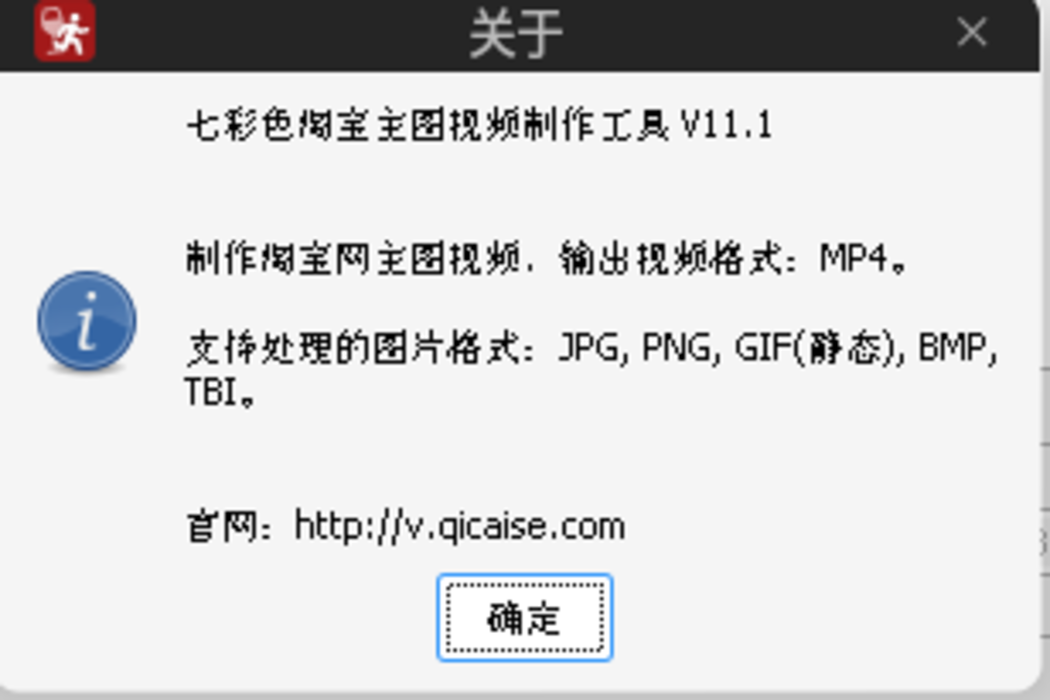 关于
七彩色淘宝主图视频制作工具 V11.1
制作淘宝网主图视频. 输出视频格式: MP4。
支持处理的图片格式: JPG, PNG, GIF(静态), BMP,
TBI。
官网: http://v.qicaise.com
确定